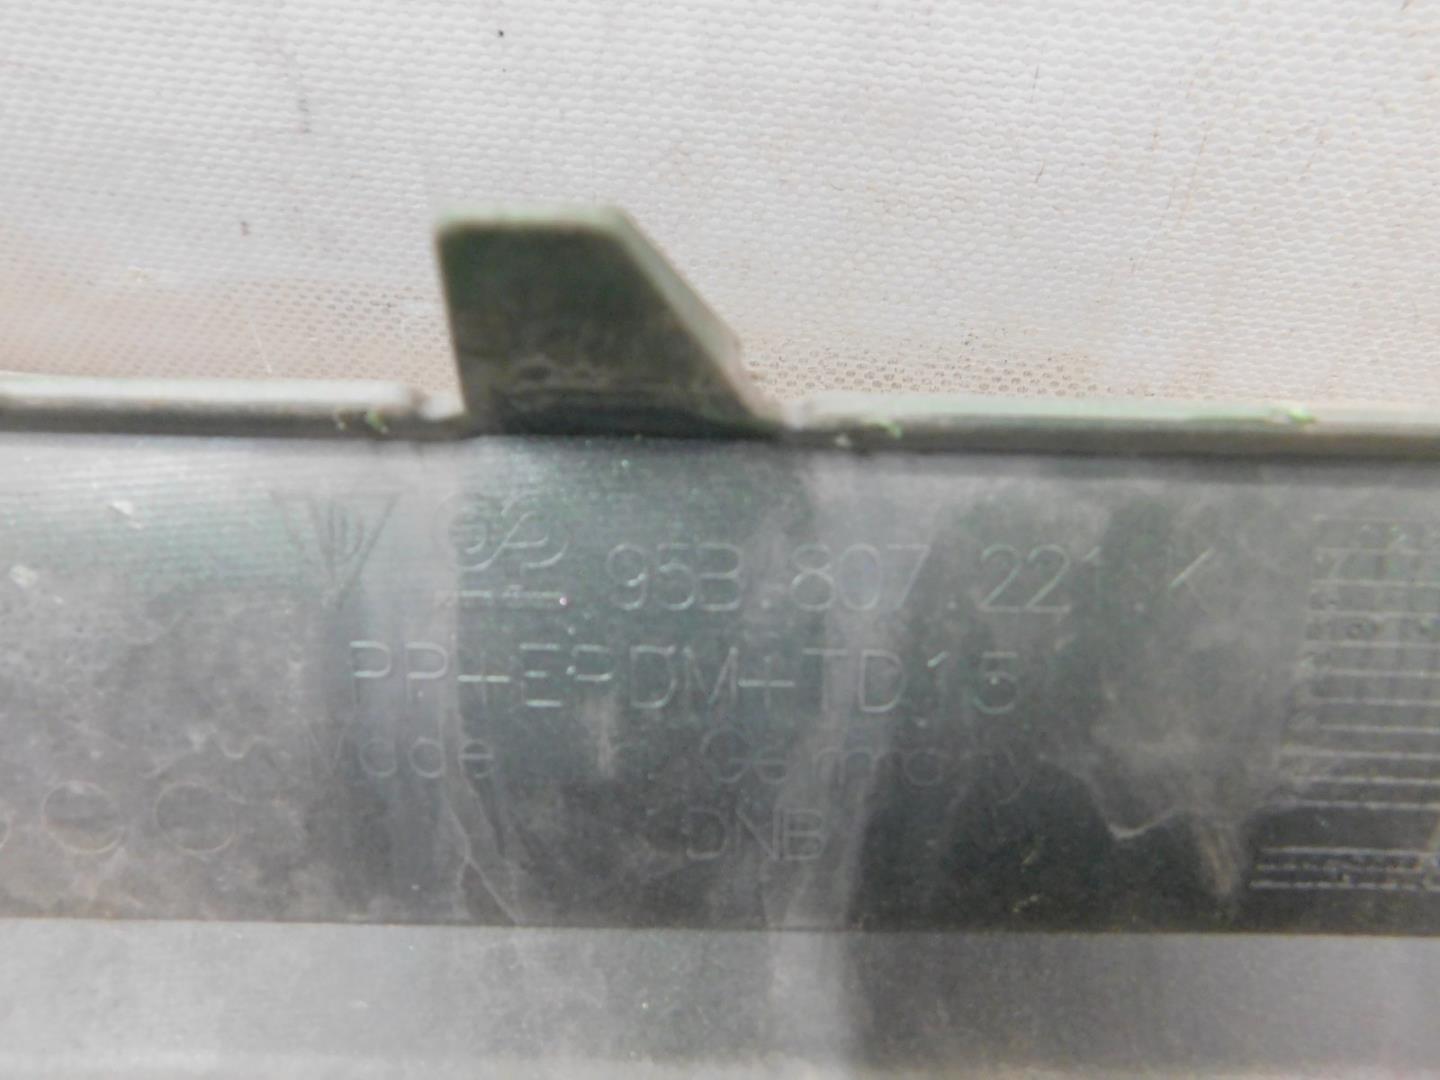 95B.807.221.K
PP+EPDM+TD15
Made in Germany
DNB